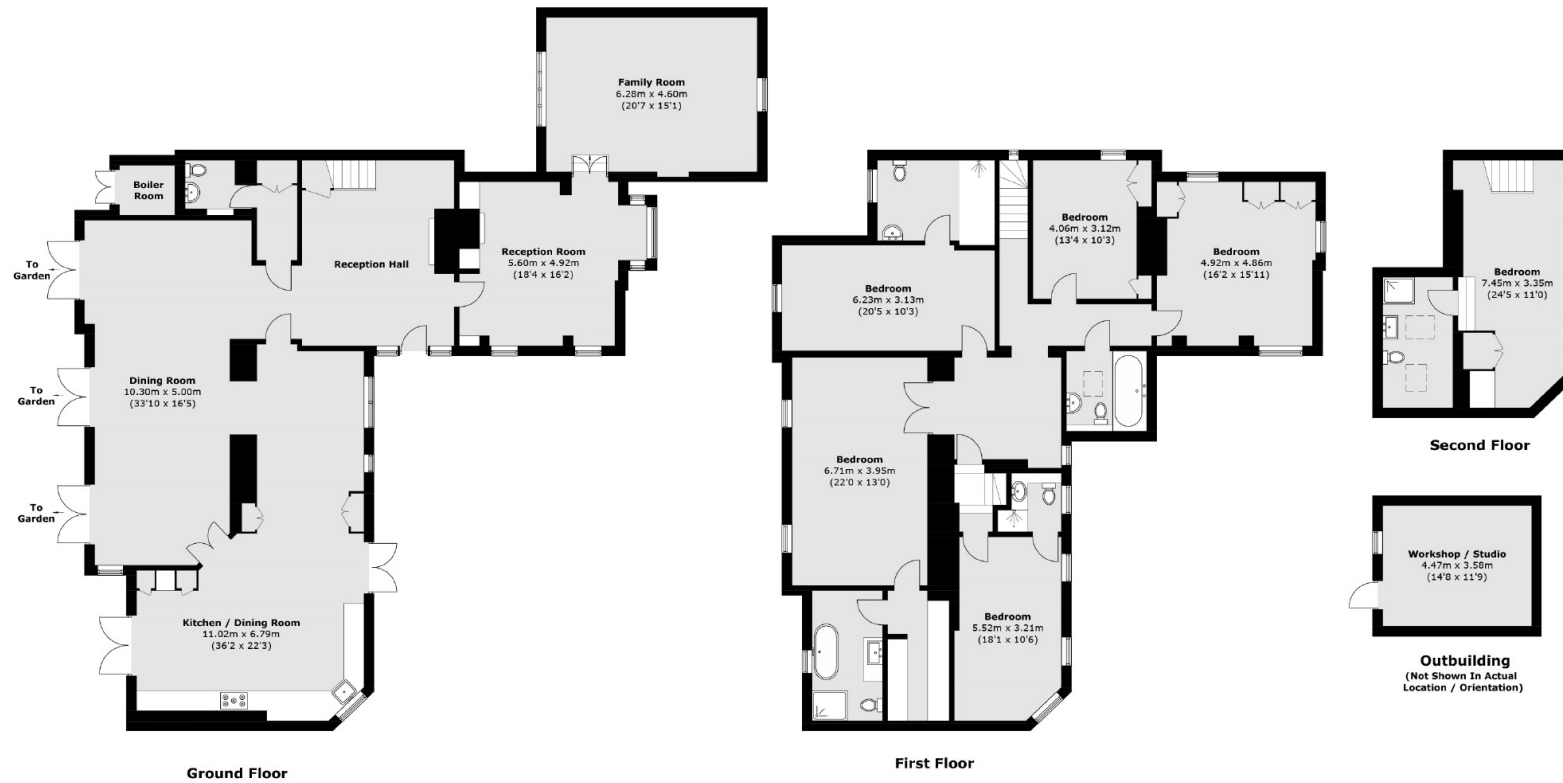 Family Room
6.28m x 4.60m
(20'7 x 15'1)
Boiler
Room
To
Garden
Reception Hall
Reception Room
5.60m x 4.92m
(18'4 x 16'2)
Dining Room
10.30m x 5.00m
(33'10 x 16'5)
To
Garden
To
Garden
Kitchen / Dining Room
11.02m x 6.79m
(36'2 x 22'3)
Ground Floor
Bedroom
4.06m x 3.12m
(13'4 x 10'3)
Bedroom
4.92m x 4.86m
(16'2 x 15'11)
Bedroom
6.23m x 3.13m
(20'5 x 10'3)
Bedroom
6.71m x 3.95m
(22'0 x 13'0)
Bedroom
5.52m x 3.21m
(18'1 x 10'6)
First Floor
Bedroom
7.45m x 3.35m
(24'5 x 11'0)
Second Floor
Workshop / Studio
4.47m x 3.58m
(14'8 x 11'9)
Outbuilding
(Not Shown In Actual
Location / Orientation)